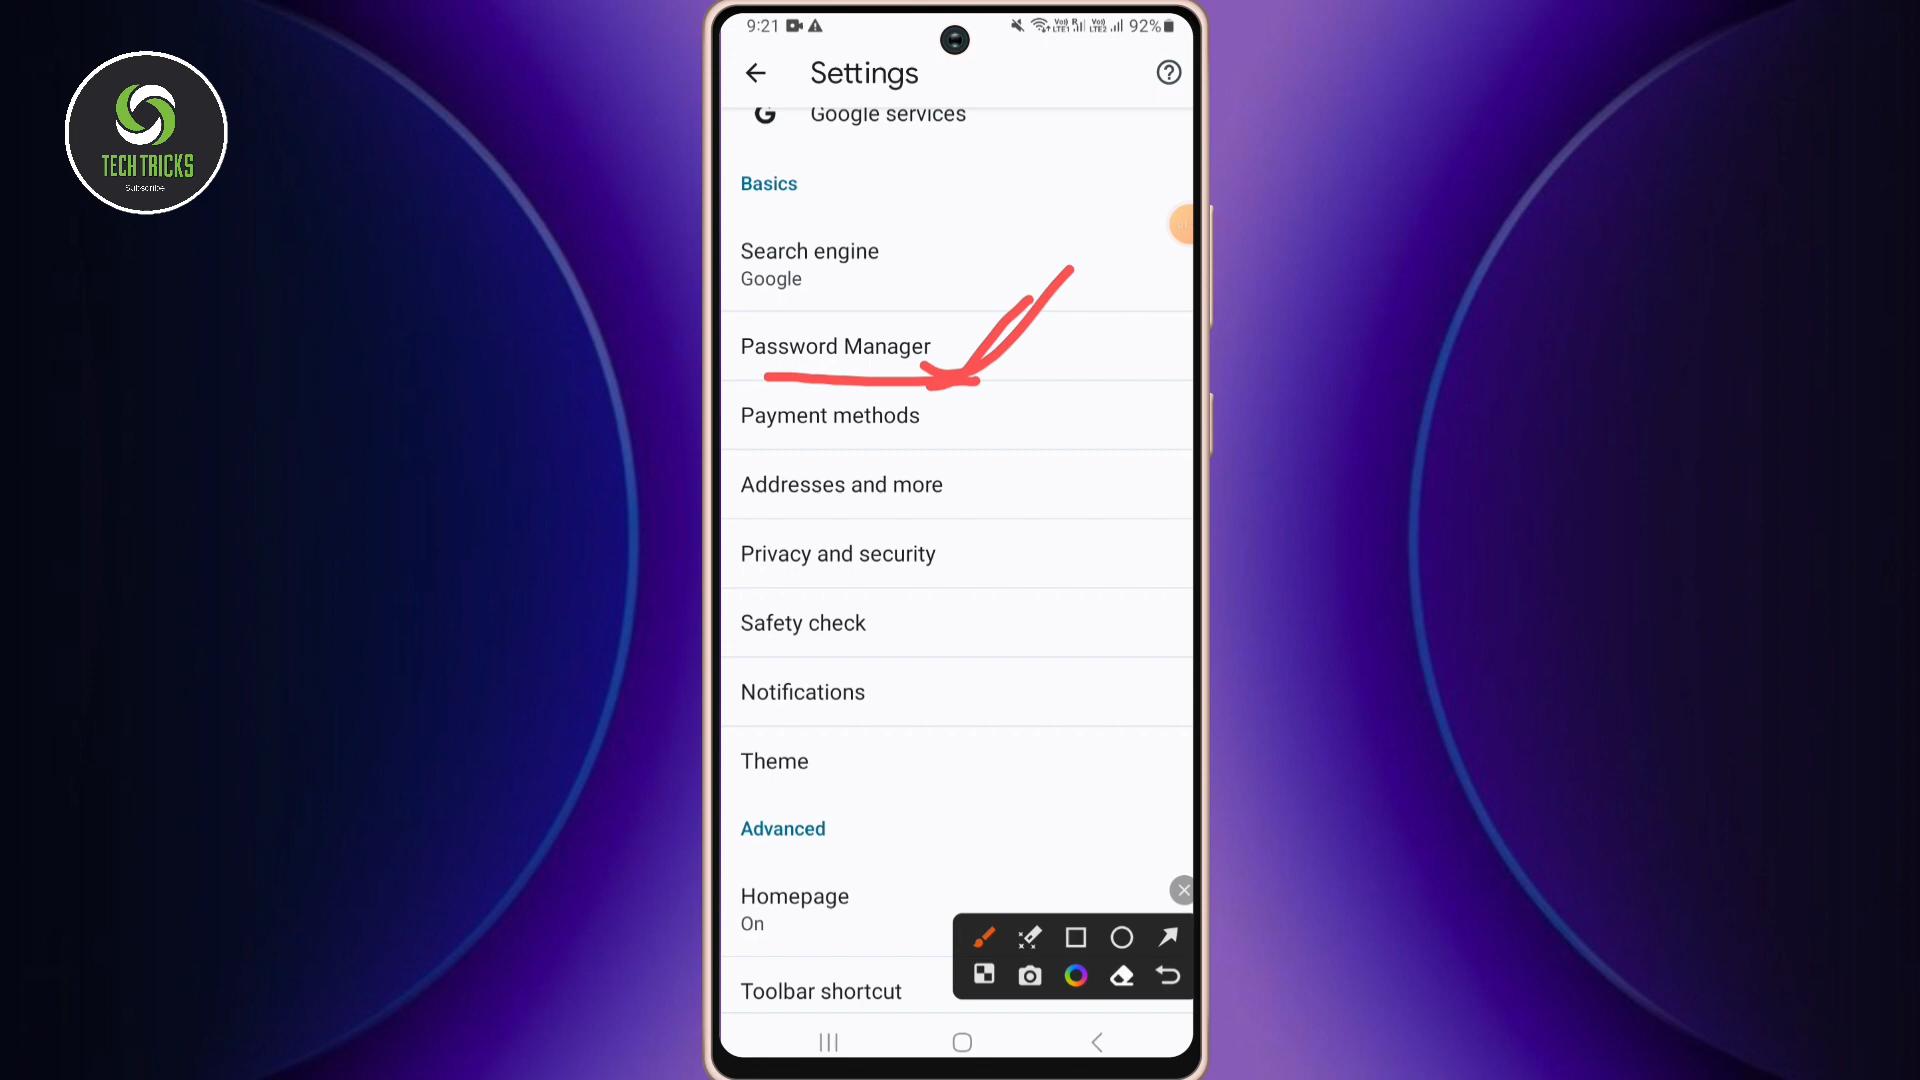 TECH TRICKS
Subscribe
9:21
92%
Settings
Google services
Basics
Search engine
Google
Password Manager
Payment methods
Addresses and more
Privacy and security
Safety check
Notifications
Theme
Advanced
Homepage
On
Toolbar shortcut